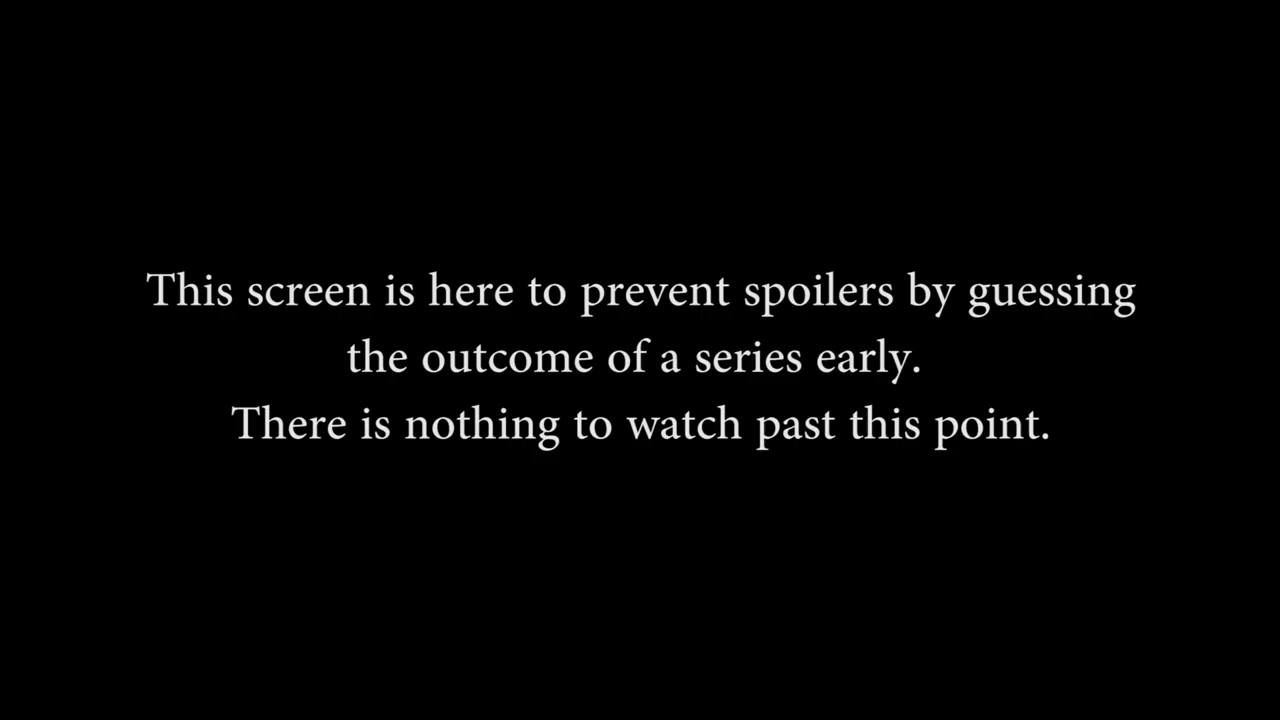 This screen is here to prevent spoilers by guessing
the outcome of a series early.
There is nothing to watch past this point.